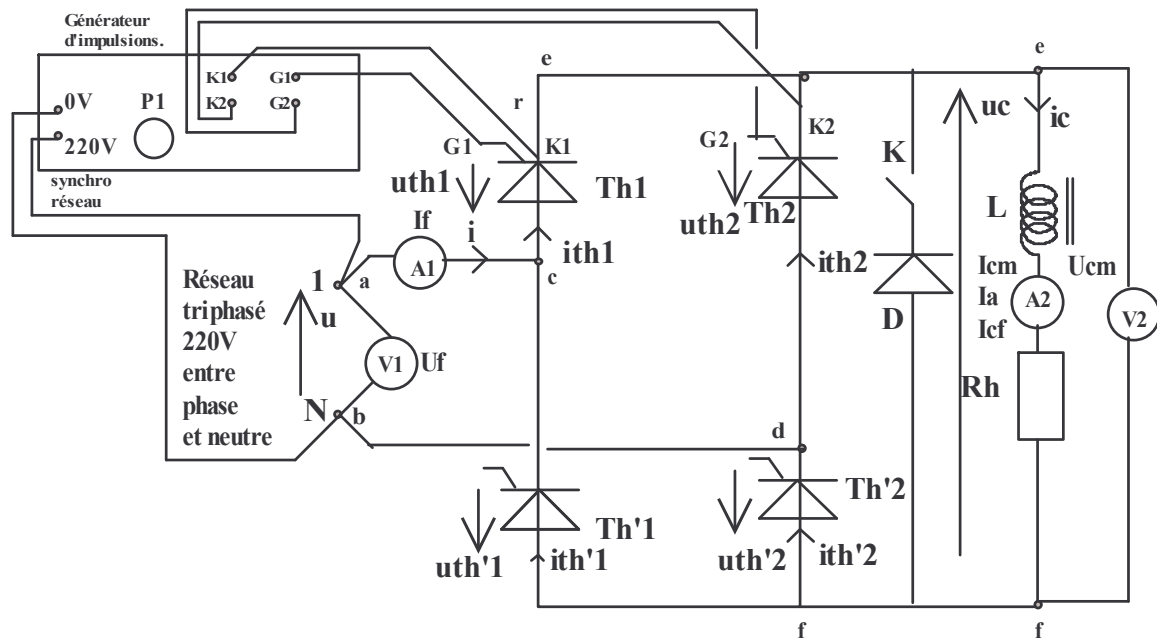 Générateur
d'impulsions.
K1 G1
K2 G2
0V
P1
220V
synchro
réseau
e
e
r
G1
K1
uth1
Th1
If
i
A1
ith1
c
G2
K2
uth2
Th2
ith2
K
D
uc
ic
L
Icm
Ucm
Ia
A2
Icf
V2
Rh
1
a
u
V1
Uf
N
b
Réseau
triphasé
220V
entre
phase
et neutre
d
Th'1
uth'1
ith'1
Th'2
uth'2
ith'2
f
f